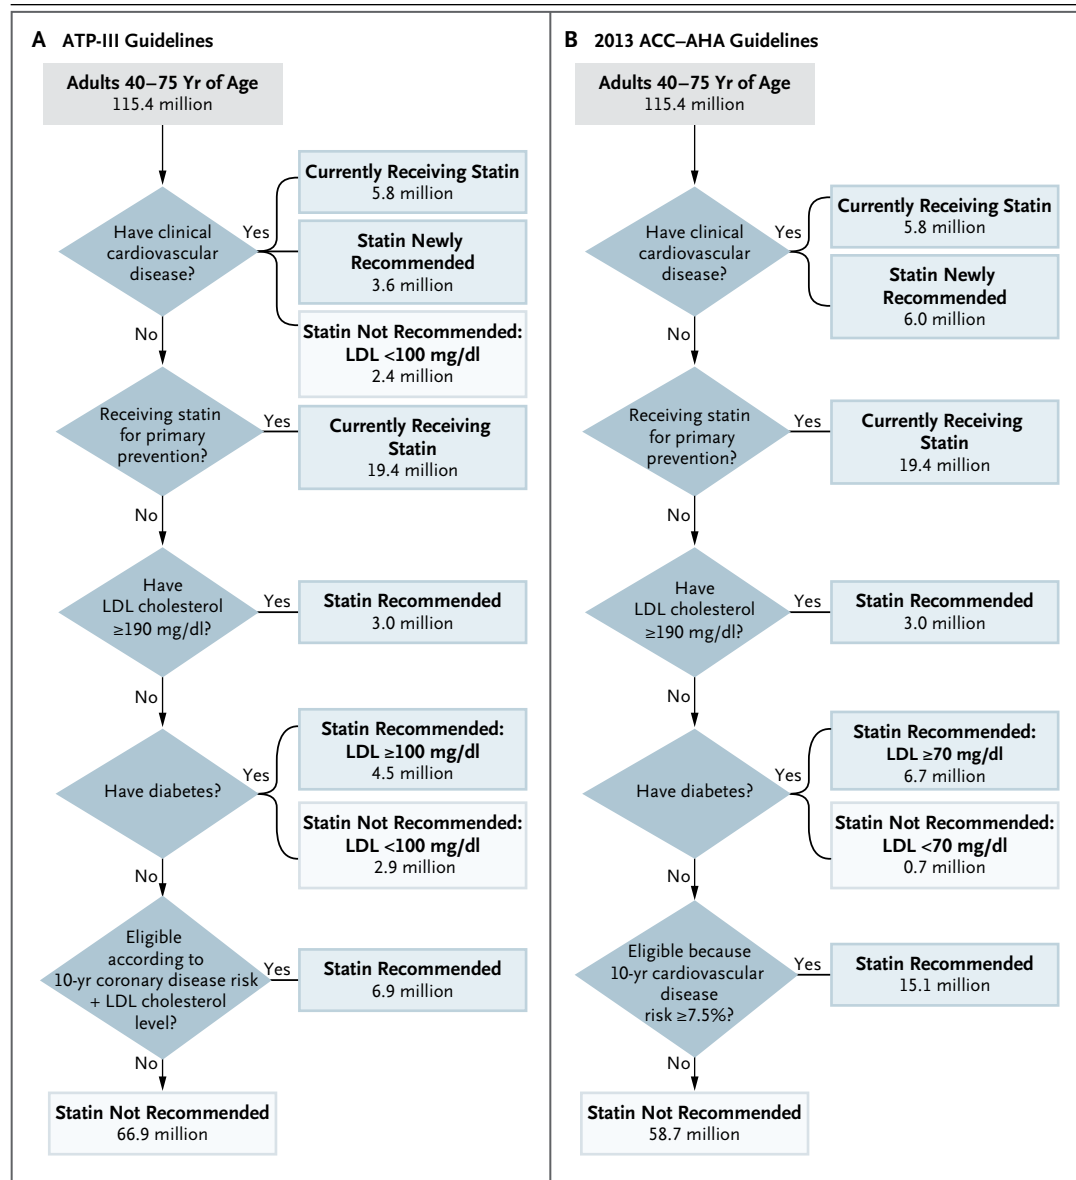 A ATP-III Guidelines
Adults 40–75 Yr of Age
115.4 million
Have clinical
cardiovascular
disease?
Yes
Currently Receiving Statin
5.8 million
Statin Newly
Recommended
3.6 million
Statin Not Recommended:
LDL <100 mg/dl
2.4 million
No
Receiving statin
for primary
prevention?
Yes
Currently Receiving
Statin
19.4 million
No
Have
LDL cholesterol
≥190 mg/dl?
Yes
Statin Recommended
3.0 million
No
Have diabetes?
Yes
Statin Recommended:
LDL ≥100 mg/dl
4.5 million
Statin Not Recommended:
LDL <100 mg/dl
2.9 million
No
Eligible
according to
10-yr coronary disease risk
+ LDL cholesterol
level?
Yes
Statin Recommended
6.9 million
No
Statin Not Recommended
66.9 million
B 2013 ACC–AHA Guidelines
Adults 40–75 Yr of Age
115.4 million
Have clinical
cardiovascular
disease?
Yes
Currently Receiving Statin
5.8 million
Statin Newly
Recommended
6.0 million
No
Receiving statin
for primary
prevention?
Yes
Currently Receiving
Statin
19.4 million
No
Have
LDL cholesterol
≥190 mg/dl?
Yes
Statin Recommended
3.0 million
No
Have diabetes?
Yes
Statin Recommended:
LDL ≥70 mg/dl
6.7 million
Statin Not Recommended:
LDL <70 mg/dl
0.7 million
No
Eligible because
10-yr cardiovascular
disease
risk ≥7.5%?
Yes
Statin Recommended
15.1 million
No
Statin Not Recommended
58.7 million